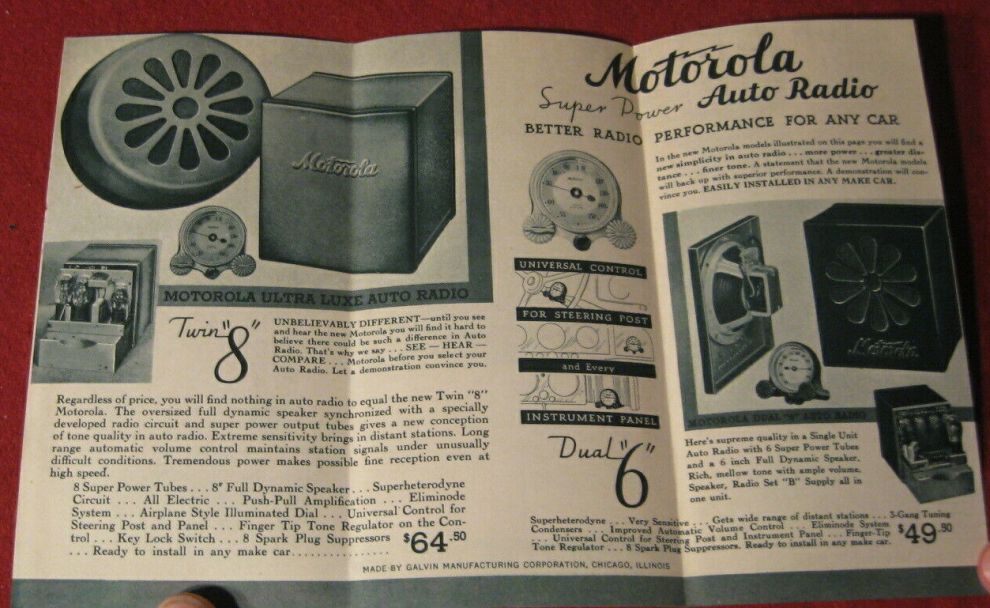 Motorola
MOTOROLA ULTRA LUXE AUTO RADIO
Twin "8"
UNBELIEVABLY DIFFERENT—until you see
and hear the new Motorola you will find it hard to
believe there could be such a difference in Auto
Radio. That's why we say . . . SEE — HEAR —
COMPARE . . . Motorola before you select your
Auto Radio. Let a demonstration convince you.
Regardless of price, you will find nothing in auto radio to equal the new Twin "8"
Motorola. The oversized full dynamic speaker synchronized with a specially
developed radio circuit and super power output tubes gives a new conception
of tone quality in auto radio. Extreme sensitivity brings in distant stations. Long
range automatic volume control maintains station signals under unusually
difficult conditions. Tremendous power makes possible fine reception even at
high speed.
8 Super Power Tubes . . . 8" Full Dynamic Speaker . . . Superheterodyne
Circuit . . . All Electric . . . Push-Pull Amplification . . . Eliminode
System . . . Airplane Style Illuminated Dial . . . Universal Control for
Steering Post and Panel . . . Finger Tip Tone Regulator on the Con-
trol . . . Key Lock Switch . . . 8 Spark Plug Suppressors
. . . Ready to install in any make car................
$64.50
Motorola
Super Power Auto Radio
BETTER RADIO PERFORMANCE FOR ANY CAR
In the new Motorola models illustrated on this page you will find a
new simplicity in auto radio . . . more power . . . greater dis-
tance . . . finer tone. A statement that the new Motorola models
will back up with superior performance. A demonstration will con-
vince you. EASILY INSTALLED IN ANY MAKE CAR.
UNIVERSAL CONTROL
FOR STEERING POST
and Every
INSTRUMENT PANEL
Motorola
MOTOROLA DUAL "6" AUTO RADIO
Dual "6"
Here's supreme quality in a Single Unit
Auto Radio with 6 Super Power Tubes
and a 6 inch Full Dynamic Speaker.
Rich, mellow tone with ample volume.
Speaker, Radio Set "B" Supply all in
one unit.
Superheterodyne . . . Very Sensitive . . . Gets wide range of distant stations . . . 3-Gang Tuning
Condensers . . . Improved Automatic Volume Control . . . Eliminode System
. . . Universal Control for Steering Post and Instrument Panel . . . Finger-Tip
Tone Regulator . . . 8 Spark Plug Suppressors. Ready to install in any make car.
$49.50
MADE BY GALVIN MANUFACTURING CORPORATION, CHICAGO, ILLINOIS